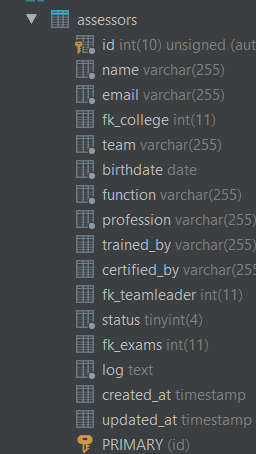 assessors
id int(10) unsigned (aut
name varchar(255)
email varchar(255)
fk_college int(11)
team varchar(255)
birthdate date
function varchar(255)
profession varchar(255)
trained_by varchar(255)
certified_by varchar(255
fk_teamleader int(11)
status tinyint(4)
fk_exams int(11)
log text
created_at timestamp
updated_at timestamp
PRIMARY (id)